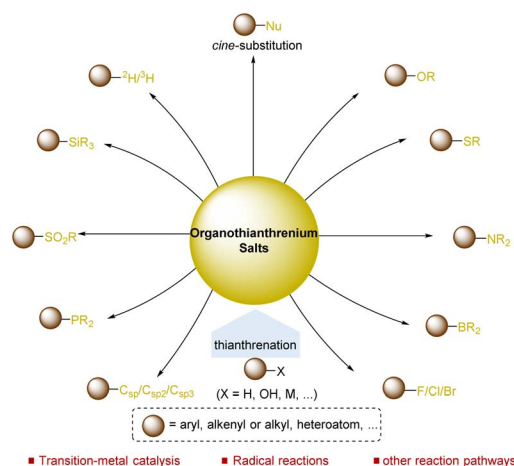 Nu
cine-substitution
²H/³H
OR
SiR₃
SR
Organothianthrenium
Salts
SO₂R
NR₂
PR₂
BR₂
thianthrenation
X
Csp/Csp2/Csp3
(X = H, OH, M, ...)
F/Cl/Br
= aryl, alkenyl or alkyl, heteroatom, ...
Transition-metal catalysis
Radical reactions
other reaction pathways